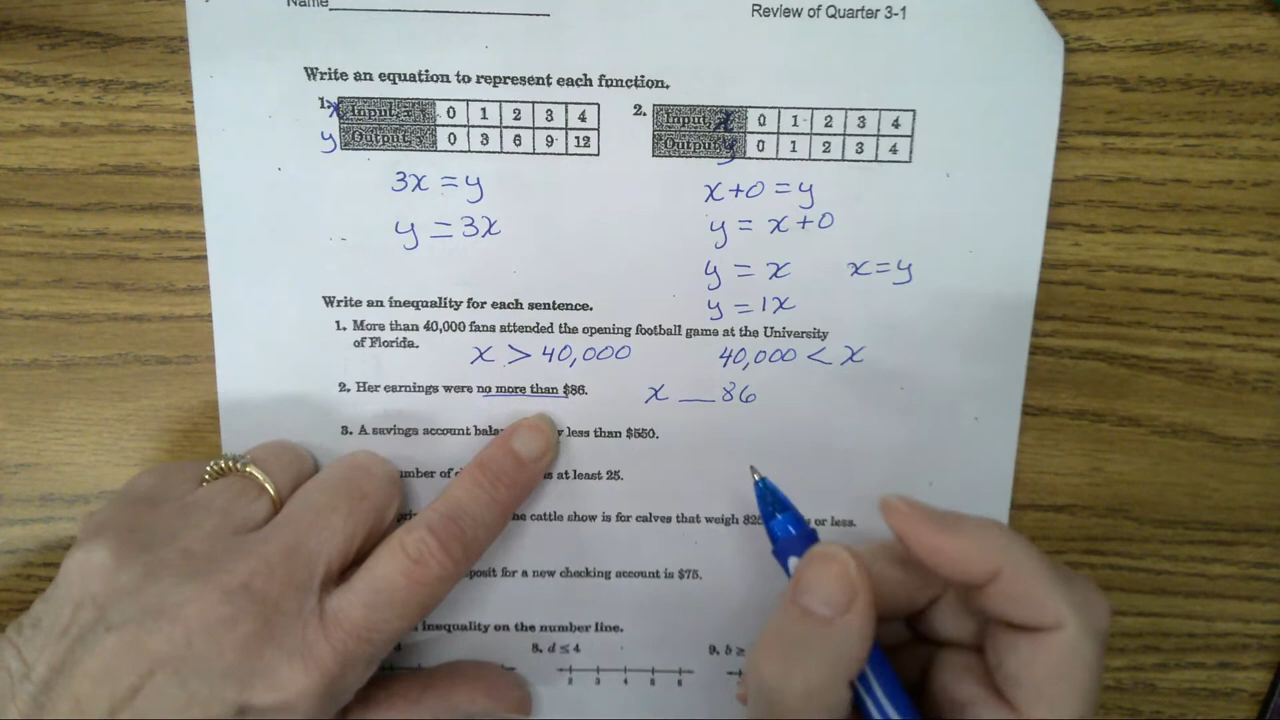 Name
Review of Quarter 3-1
Write an equation to represent each function.
1. x Input, x 0 1 2 3 4
y Output 0 3 6 9 12
2. Input x 0 1 2 3 4
Output y 0 1 2 3 4
3x = y
y = 3x
x+0 = y
y = x+0
y = x x=y
y = 1x
Write an inequality for each sentence.
1. More than 40,000 fans attended the opening football game at the University
of Florida.
x > 40,000 40,000 < x
2. Her earnings were no more than $86. x __ 86
3. A savings account less than $550.
at least 25.
cattle show is for calves that weigh or less.
for a new checking account is $75.
inequality on the number line.
8. d ≤ 4
9. b ≥